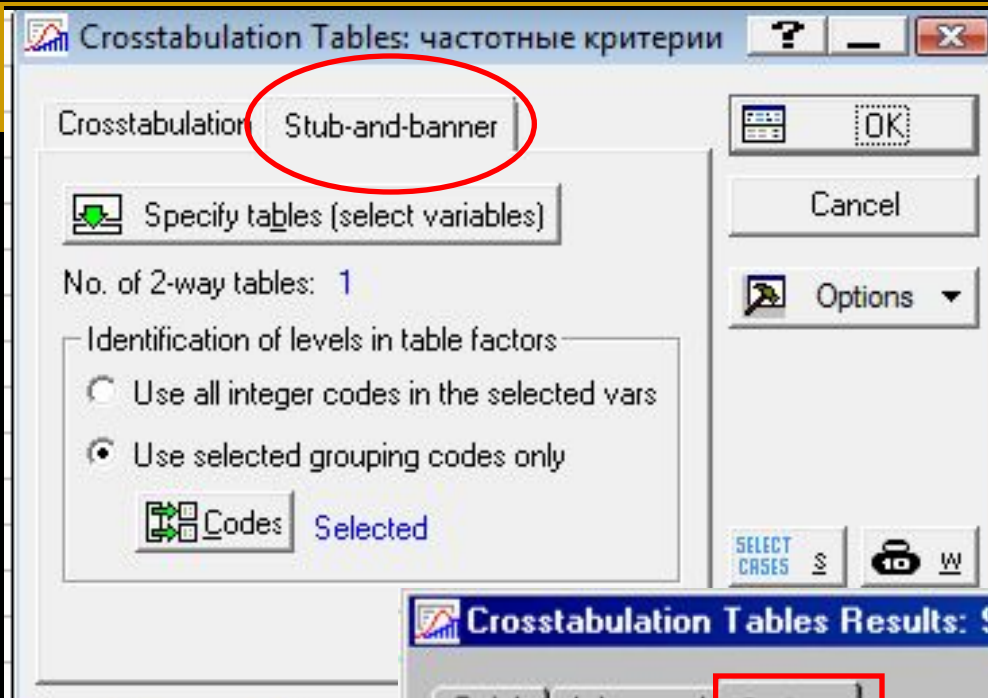 Crosstabulation Tables: частотные критерии
Crosstabulation Stub-and-banner
OK
Specify tables (select variables)
Cancel
No. of 2-way tables: 1
Options
Identification of levels in table factors
Use all integer codes in the selected vars
Use selected grouping codes only
Codes Selected
SELECT CASES S W
Crosstabulation Tables Results: